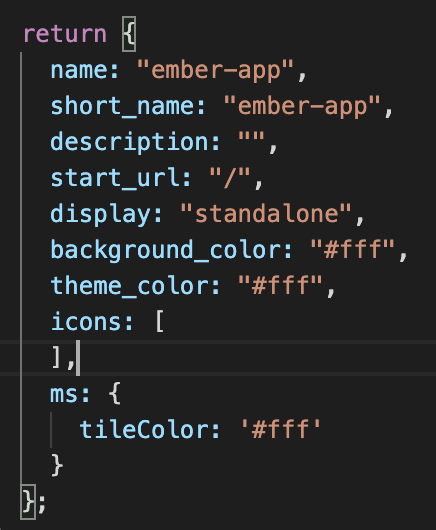 return {
name: "ember-app",
short_name: "ember-app",
description: "",
start_url: "/",
display: "standalone",
background_color: "#fff",
theme_color: "#fff",
icons: [
],
ms: {
tileColor: '#fff'
}
};